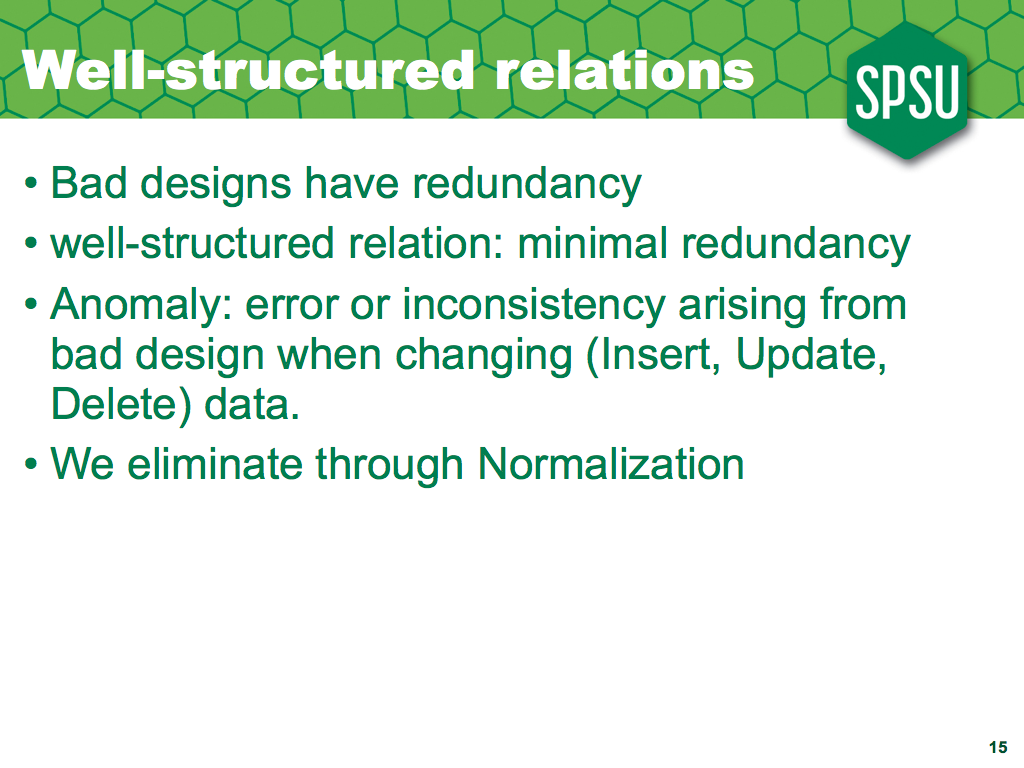 Well-structured relations
SPSU
• Bad designs have redundancy
• well-structured relation: minimal redundancy
• Anomaly: error or inconsistency arising from
bad design when changing (Insert, Update,
Delete) data.
• We eliminate through Normalization
15